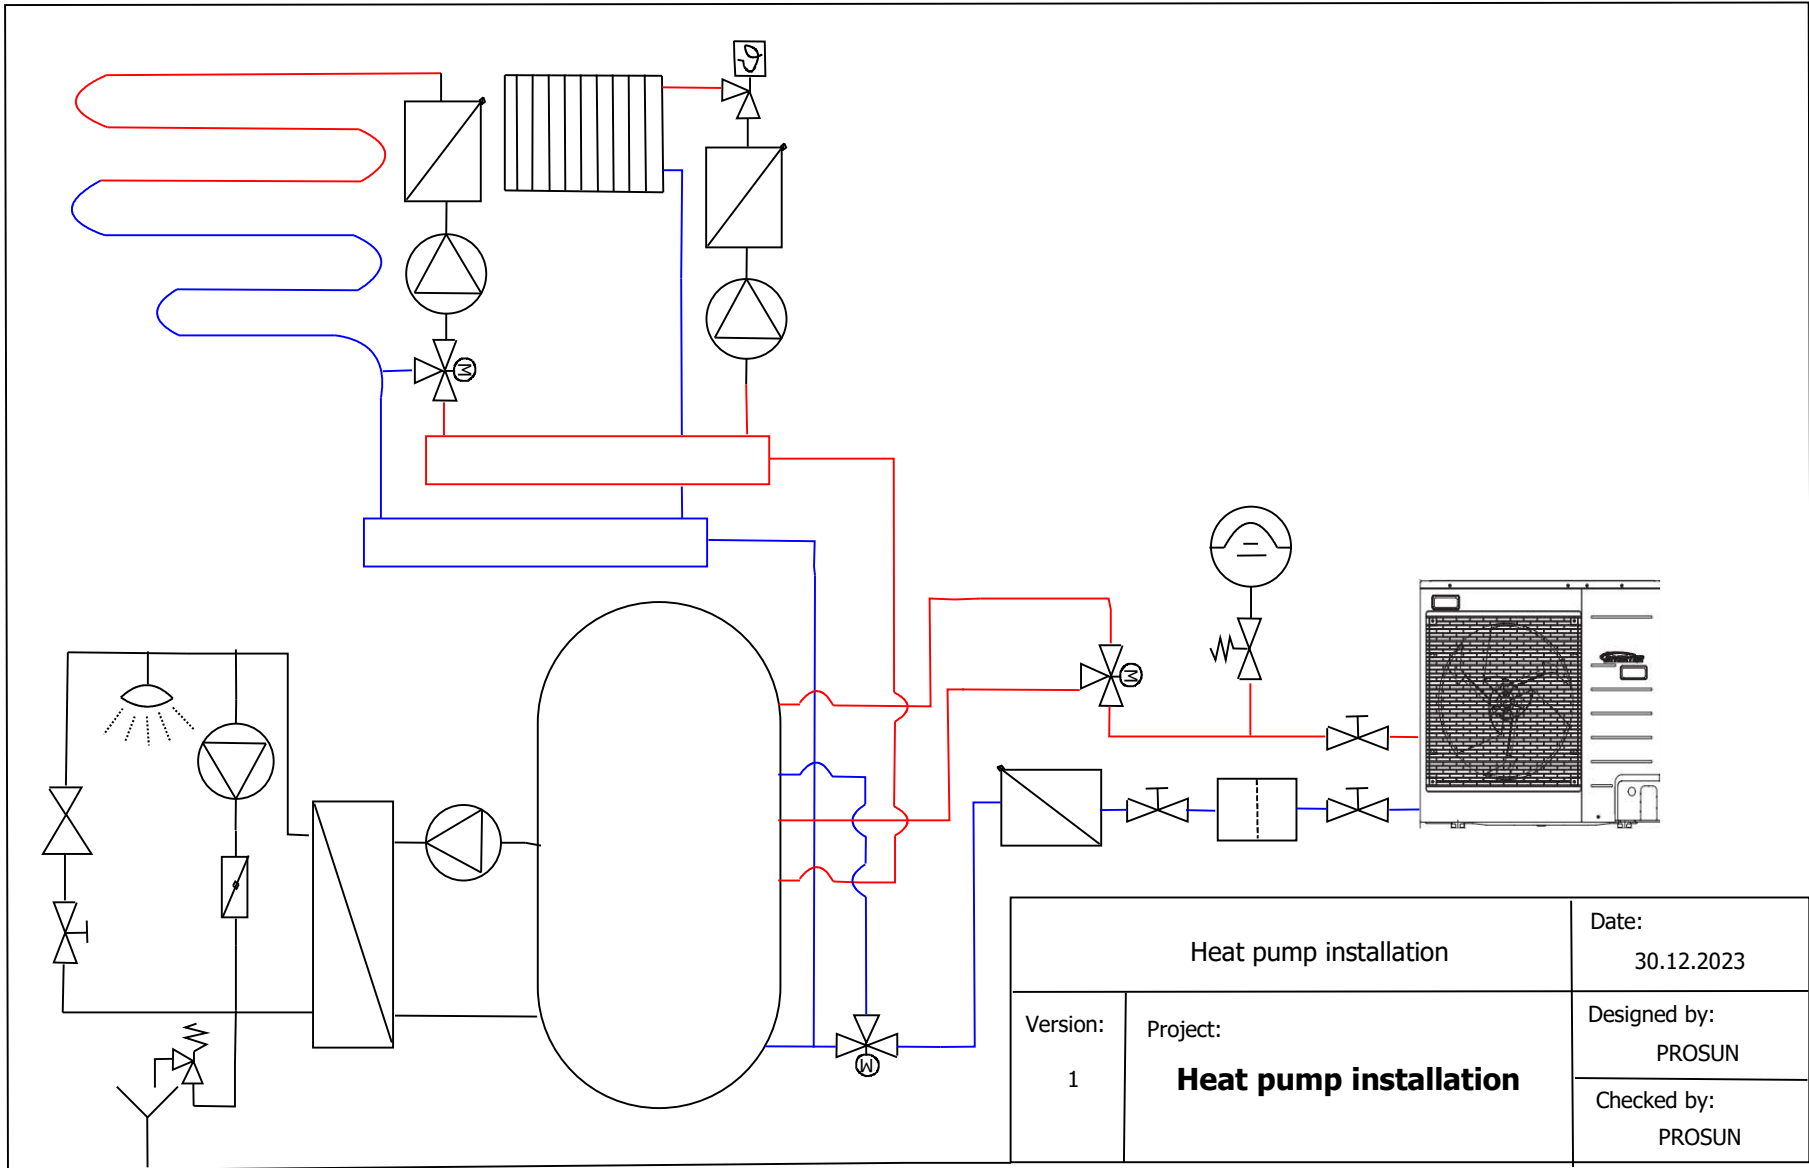 M
M
M
Heat pump installation
Date:
30.12.2023
Version:
1
Project:
Heat pump installation
Designed by:
PROSUN
Checked by:
PROSUN